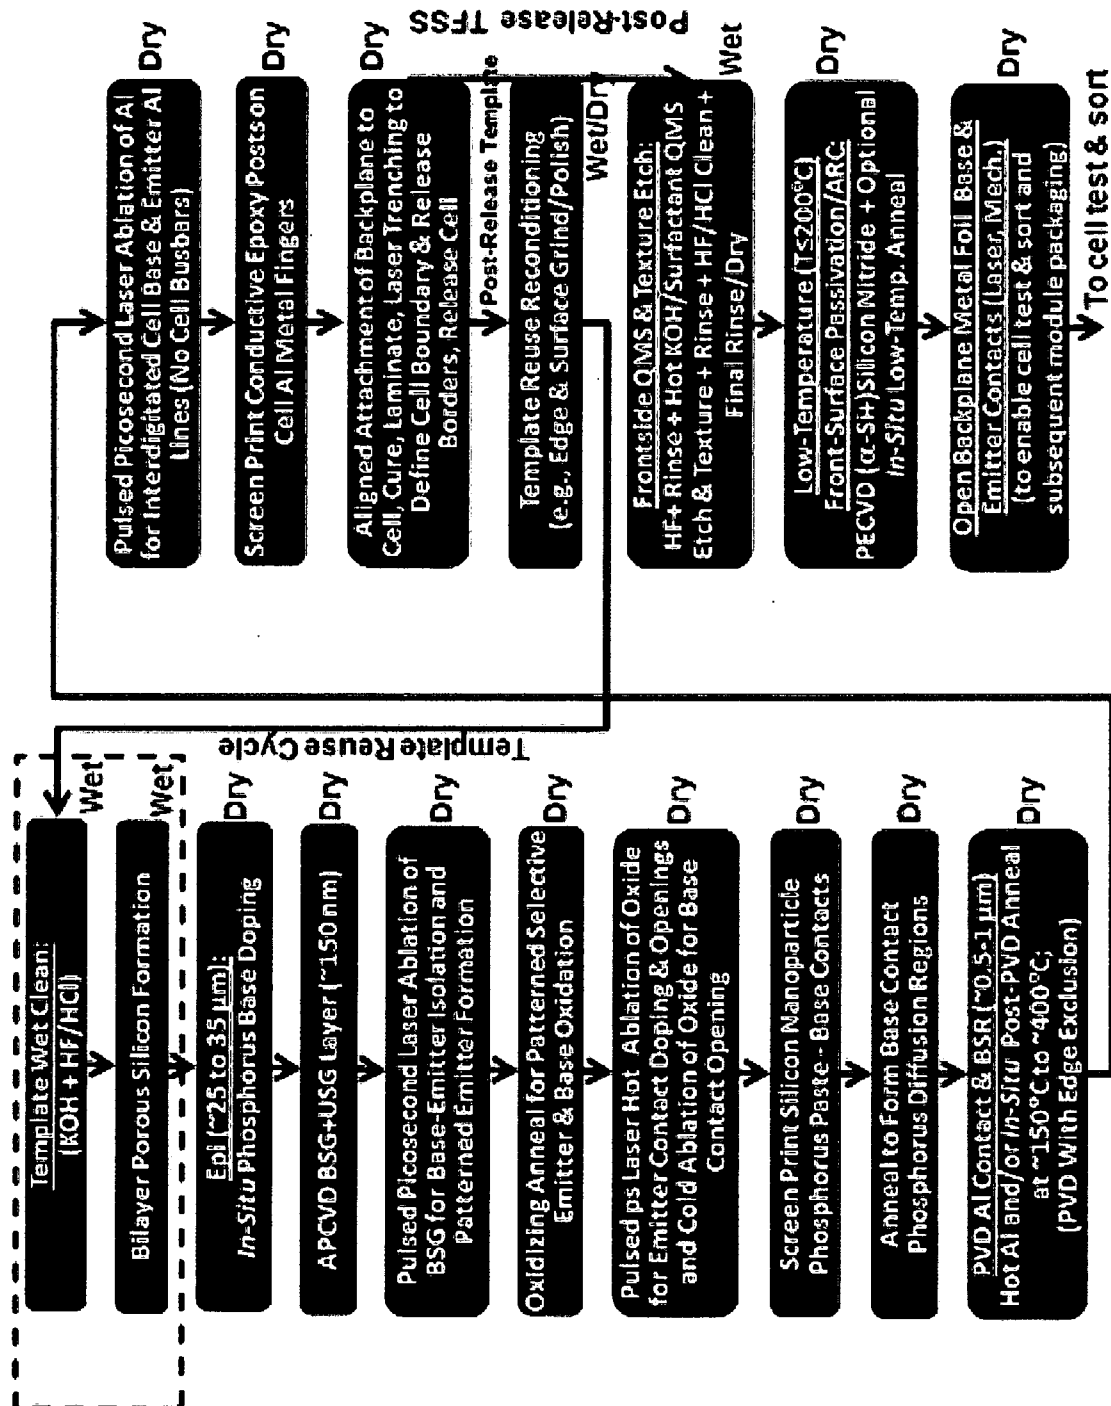 Template Wet Clean:
(KOH + HF/HCl)
Wet
Bilayer Porous Silicon Formation
Wet
Epi (~25 to 35 µm):
In-Situ Phosphorus Base Doping
Dry
APCVD BSG+USG Layer (~150 nm)
Dry
Pulsed Picosecond Laser Ablation of
BSG for Base-Emitter Isolation and
Patterned Emitter Formation
Dry
Oxidizing Anneal for Patterned Selective
Emitter & Base Oxidation
Dry
Pulsed ps Laser Hot Ablation of Oxide
for Emitter Contact Doping & Openings
and Cold Ablation of Oxide for Base
Contact Opening
Dry
Screen Print Silicon Nanoparticle
Phosphorus Paste - Base Contacts
Dry
Anneal to Form Base Contact
Phosphorus Diffusion Regions
Dry
PVD Al Contact & BSR (~0.5-1 µm)
Hot Al and/or In-Situ Post-PVD Anneal
at ~150°C to ~400°C;
(PVD With Edge Exclusion)
Dry
Template Reuse Cycle
Pulsed Picosecond Laser Ablation of Al
for Interdigitated Cell Base & Emitter Al
Lines (No Cell Busbars)
Dry
Screen Print Conductive Epoxy Posts on
Cell Al Metal Fingers
Dry
Aligned Attachment of Backplane to
Cell, Cure, Laminate, Laser Trenching to
Define Cell Boundary & Release
Borders, Release Cell
Dry
Post-Release Template
Post-Release TFSS
Template Reuse Reconditioning
(e.g., Edge & Surface Grind/Polish)
Wet/Dry
Frontside QMS & Texture Etch:
HF+ Rinse + Hot KOH/Surfactant QMS
Etch & Texture + Rinse + HF/HCl Clean +
Final Rinse/Dry
Wet
Low-Temperature (T≤200°C)
Front-Surface Passivation/ARC:
PECVD (α-SiH)Silicon Nitride + Optional
In-Situ Low-Temp. Anneal
Dry
Open Backplane Metal Foil Base &
Emitter Contacts (Laser, Mech.)
(to enable cell test & sort and
subsequent module packaging)
Dry
To cell test & sort